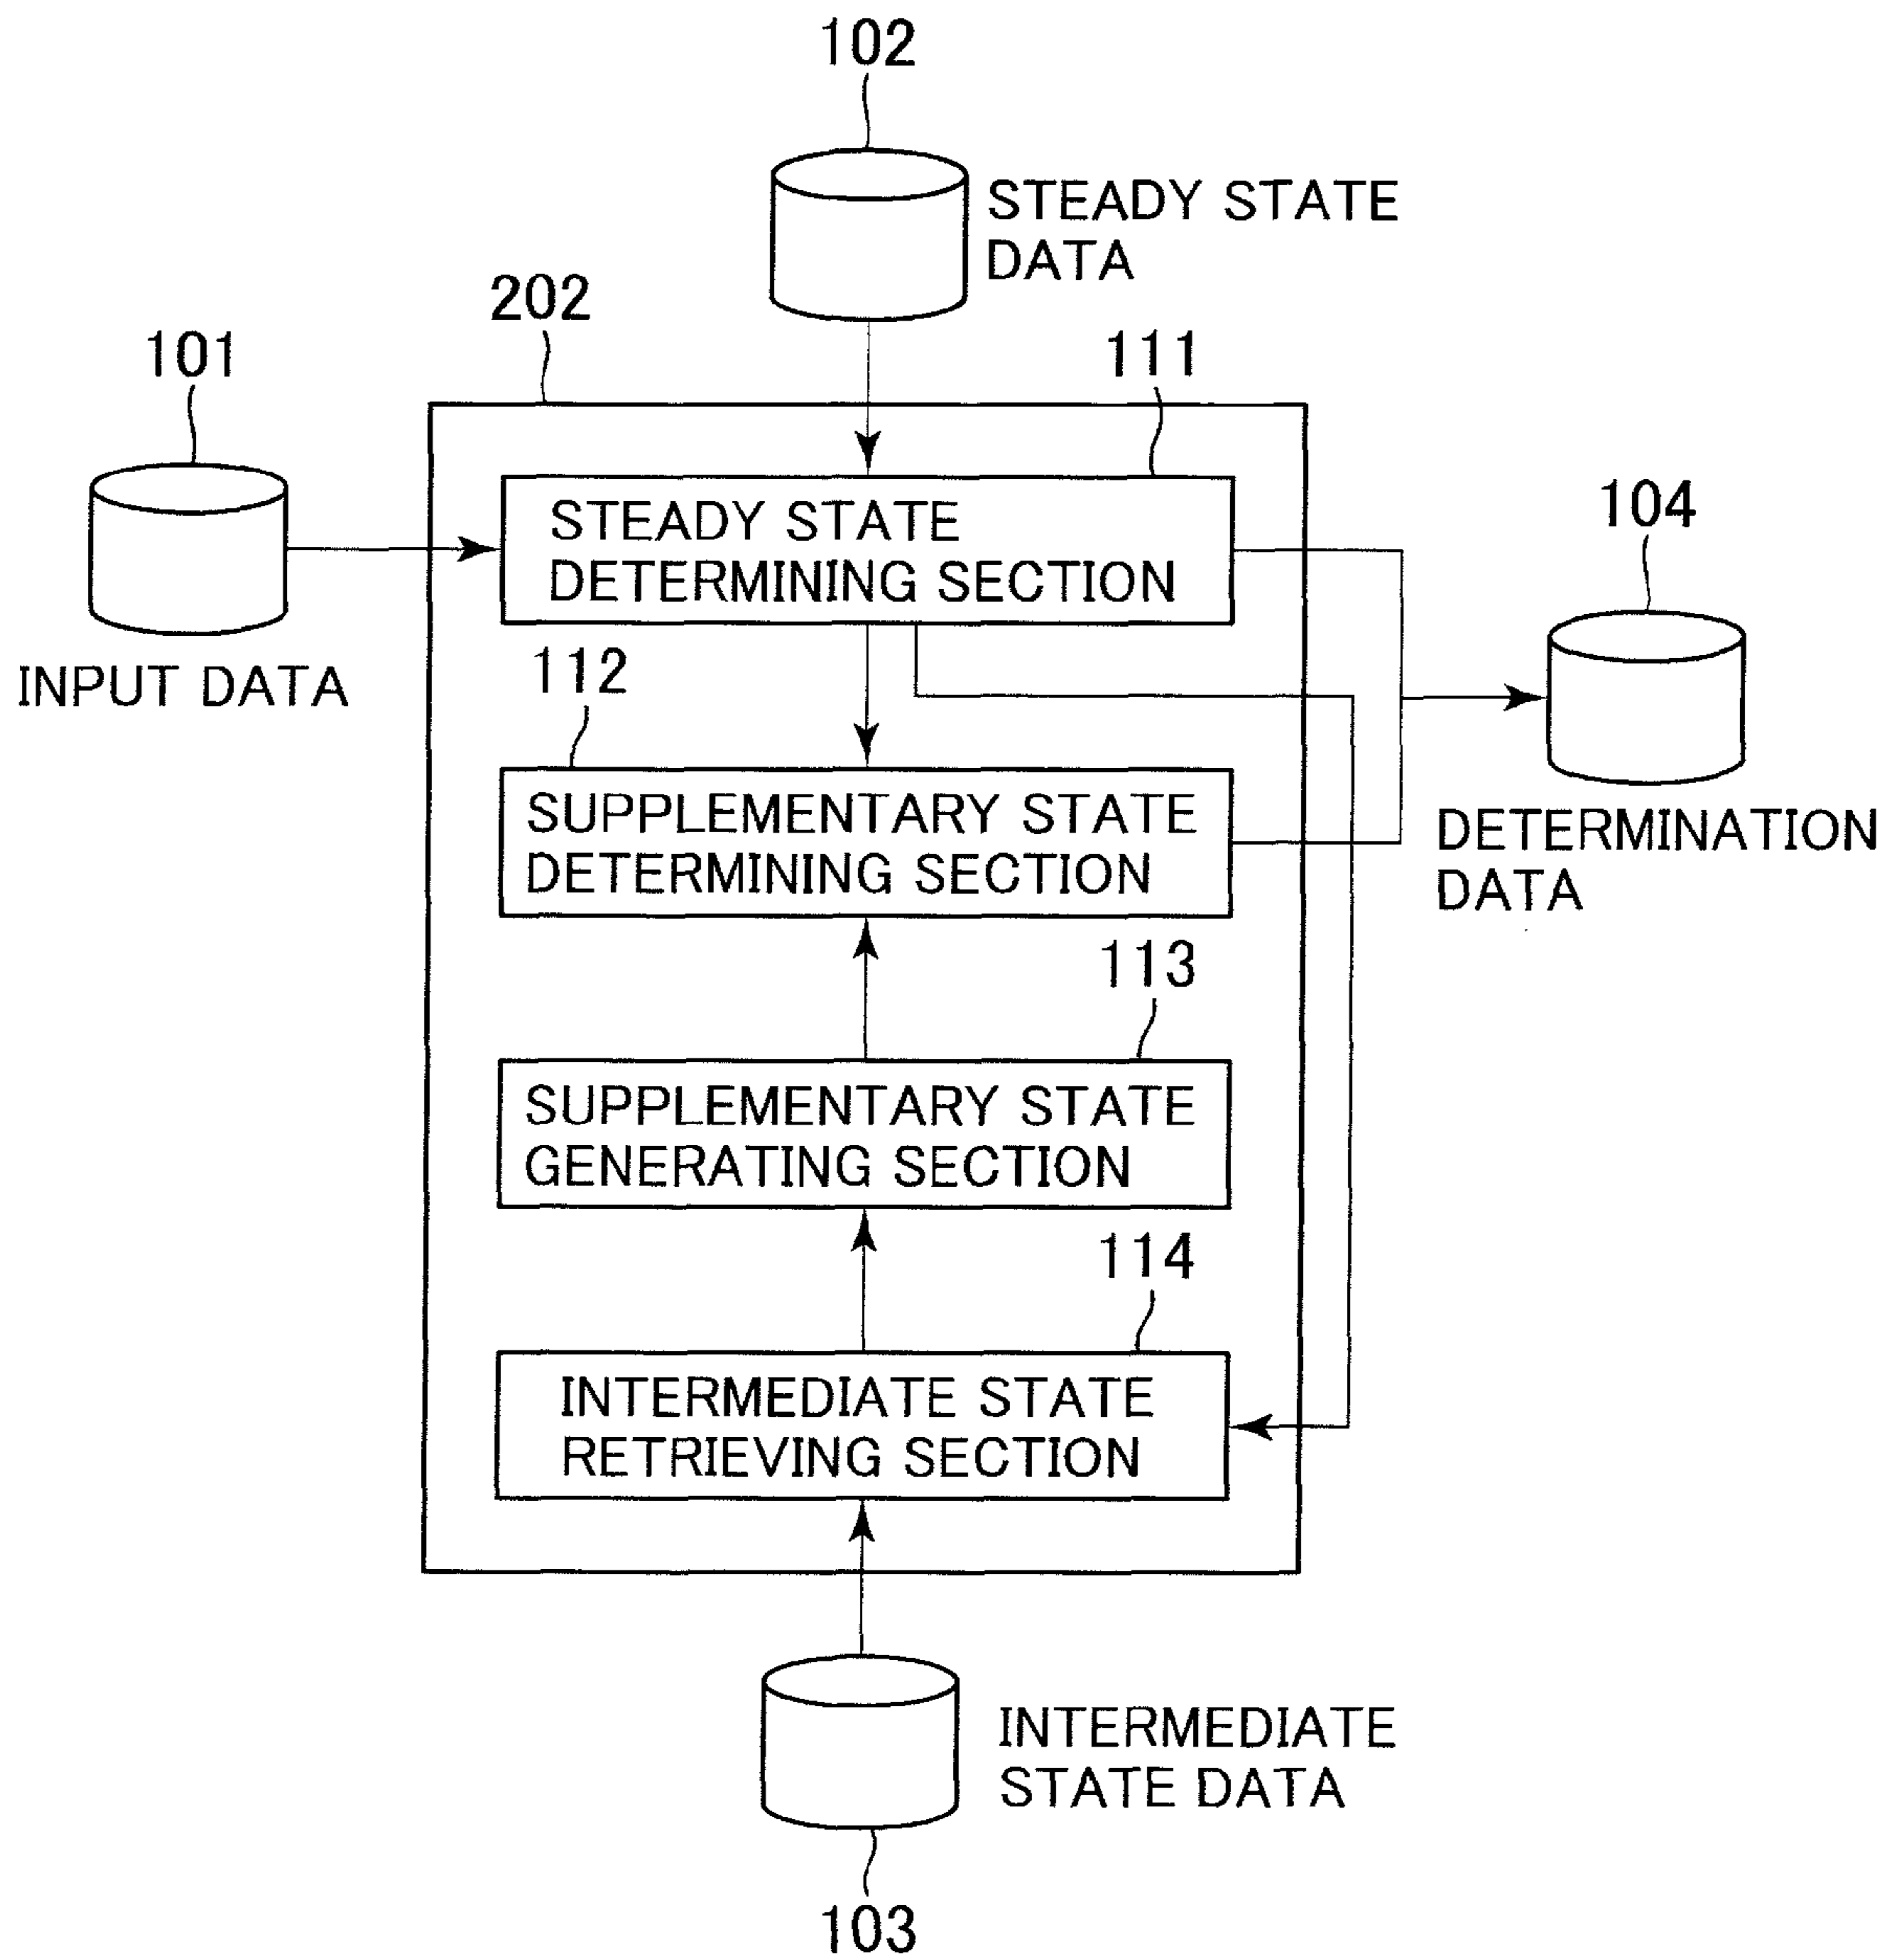 102
STEADY STATE
DATA
202
101
111
STEADY STATE
DETERMINING SECTION
104
INPUT DATA
112
SUPPLEMENTARY STATE
DETERMINING SECTION
DETERMINATION
DATA
113
SUPPLEMENTARY STATE
GENERATING SECTION
114
INTERMEDIATE STATE
RETRIEVING SECTION
INTERMEDIATE
STATE DATA
103